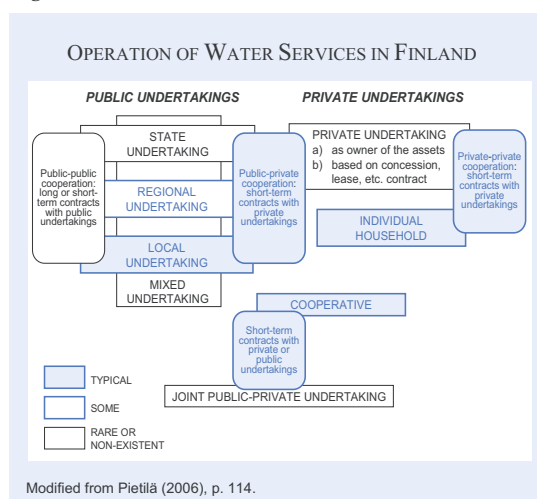 OPERATION OF WATER SERVICES IN FINLAND
PUBLIC UNDERTAKINGS
PRIVATE UNDERTAKINGS
STATE
UNDERTAKING
Public-public
cooperation:
long or short-
term contracts
with public
undertakings
REGIONAL
UNDERTAKING
LOCAL
UNDERTAKING
MIXED
UNDERTAKING
Public-private
cooperation:
short-term
contracts with
private
undertakings
PRIVATE UNDERTAKING
a) as owner of the assets
b) based on concession,
lease, etc. contract
Private-private
cooperation:
short-term
contracts with
private
undertakings
INDIVIDUAL
HOUSEHOLD
COOPERATIVE
Short-term
contracts with
private or
public
undertakings
JOINT PUBLIC-PRIVATE UNDERTAKING
TYPICAL
SOME
RARE OR
NON-EXISTENT
Modified from Pietilä (2006), p. 114.